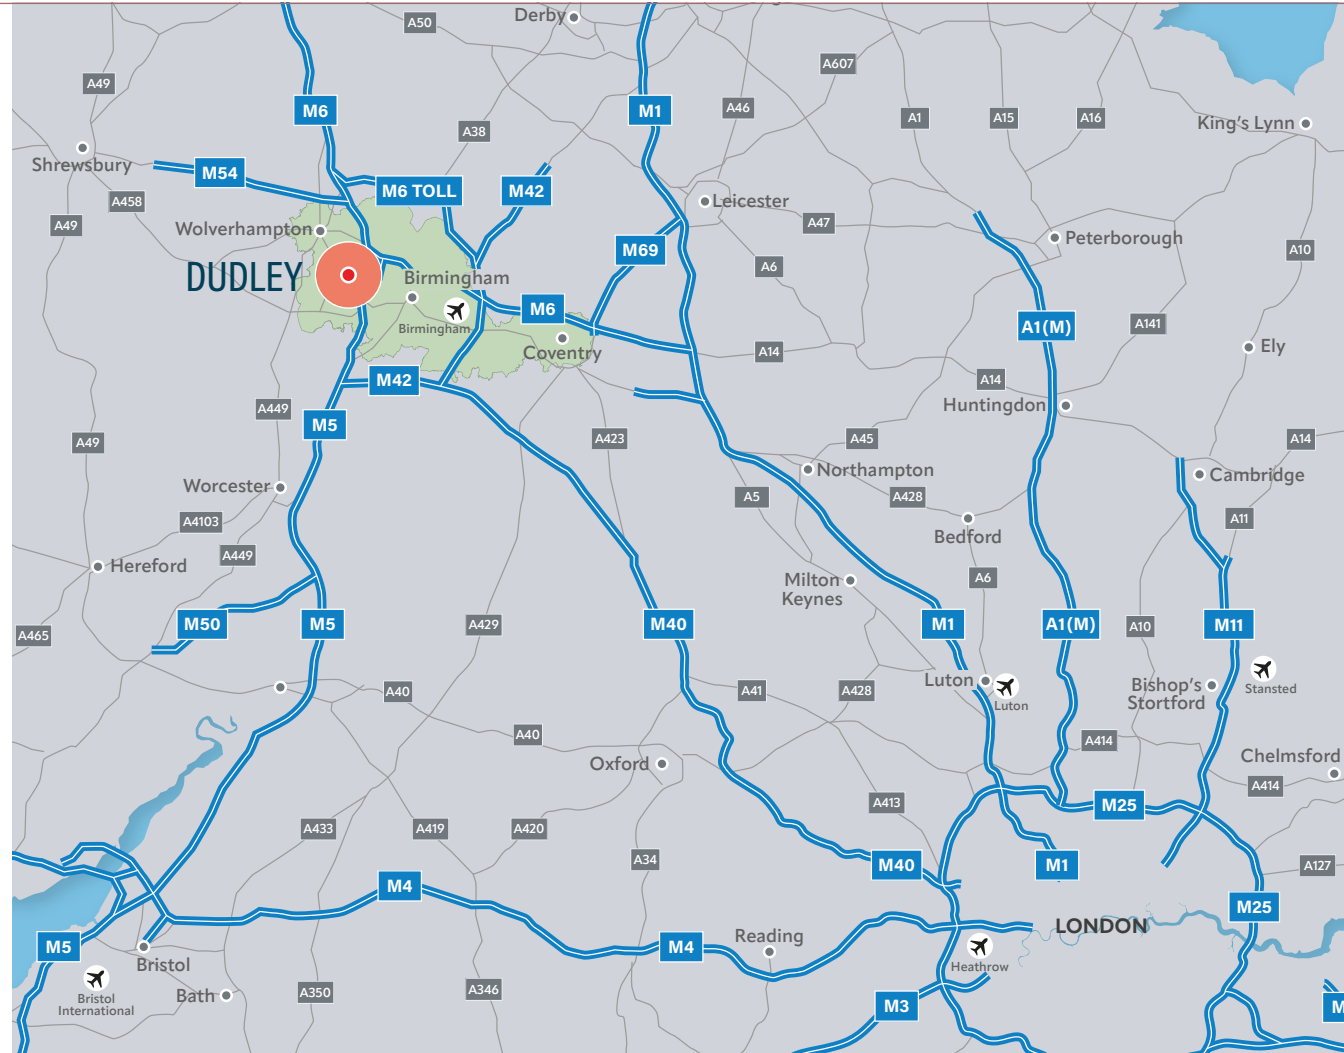 Derby
A50
A607
A49
M6
M1
A46
A1
A15
A16
King's Lynn
A38
Shrewsbury
M54
M6 TOLL
M42
A458
Leicester
A49
Wolverhampton
A47
Peterborough
M69
A10
A6
DUDLEY
Birmingham
M6
Birmingham
A1(M)
A141
Coventry
A14
Ely
M42
A14
Huntingdon
A449
M5
A49
A423
A45
A14
Northampton
Cambridge
Worcester
A5
A428
A4103
A11
Bedford
A449
Hereford
A6
Milton
Keynes
M50
M5
A429
M40
M1
A1(M)
A10
M11
A465
Luton
Luton
Stansted
Bishop's
Stortford
A40
A41
A428
A40
A414
Chelmsford
Oxford
A414
A413
M25
A433
A419
A420
A34
M40
M1
A127
M4
M25
LONDON
M5
M4
Reading
Bristol
Heathrow
Bristol
International
Bath
A350
A346
M3
M